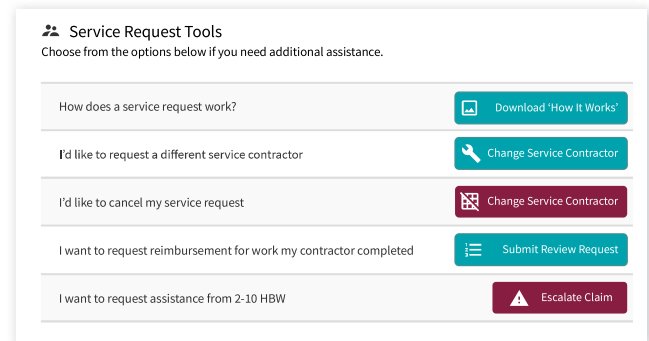 Service Request Tools
Choose from the options below if you need additional assistance.
How does a service request work?
Download ‘How It Works’
I’d like to request a different service contractor
Change Service Contractor
I’d like to cancel my service request
Change Service Contractor
I want to request reimbursement for work my contractor completed
Submit Review Request
I want to request assistance from 2-10 HBW
Escalate Claim